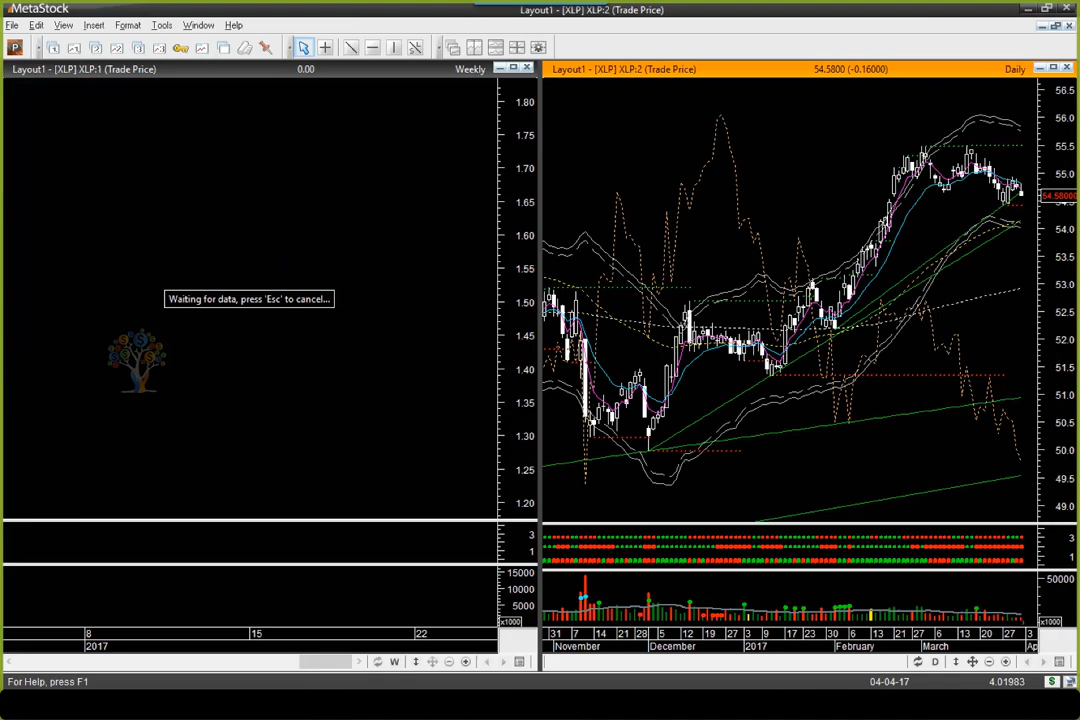 MetaStock
Layout1 - [XLP] XLP:2 (Trade Price)
File Edit View Insert Format Tools Window Help
Layout1 - [XLP] XLP:1 (Trade Price) 0.00 Weekly
Layout1 - [XLP] XLP:2 (Trade Price) 54.5800 (-0.16000) Daily
1.80
1.75
1.70
1.65
1.60
1.55
1.50
1.45
1.40
1.35
1.30
1.25
1.20
Waiting for data, press 'Esc' to cancel...
56.5
56.0
55.5
55.0
54.5800
54.0
53.5
53.0
52.5
52.0
51.5
51.0
50.5
50.0
49.5
49.0
3
1
15000
10000
5000
x1000
3
1
50000
x1000
8 15 22
2017
31 7 14 21 28 5 12 19 27 3 9 17 23 30 6 13 21 27 6 13 20 27 3
November December 2017 February March Ap
W
D
For Help, press F1
04-04-17 4.01983